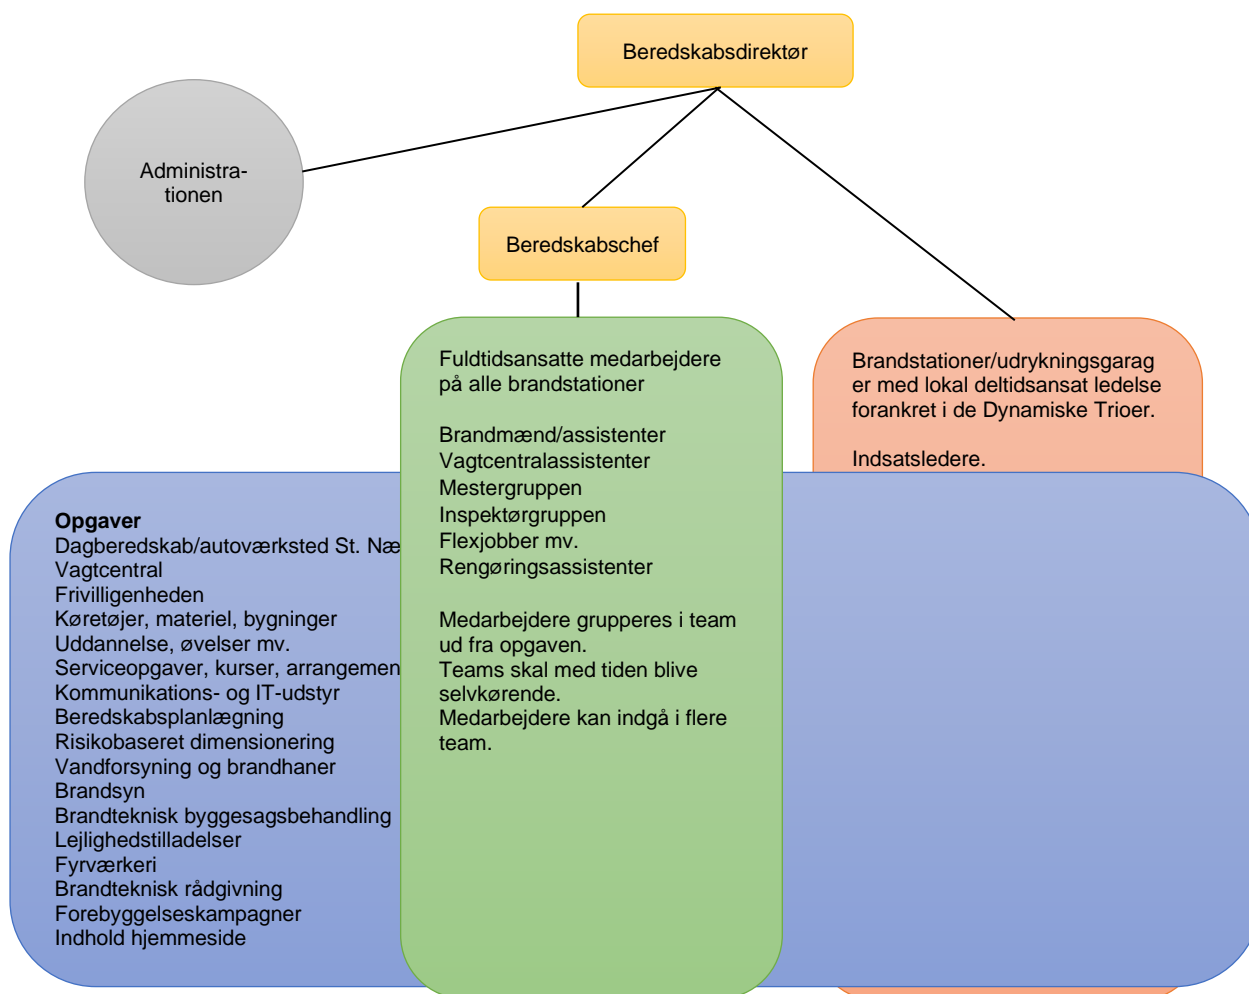 Beredskabsdirektør
Administra-
tionen
Beredskabschef
Fuldtidsansatte medarbejdere
på alle brandstationer
Brandmænd/assistenter
Vagtcentralassistenter
Mestergruppen
Inspektørgruppen
Flexjobber mv.
Rengøringsassistenter
Medarbejdere grupperes i team
ud fra opgaven.
Teams skal med tiden blive
selvkørende.
Medarbejdere kan indgå i flere
team.
Brandstationer/udrykningsgarag
er med lokal deltidsansat ledelse
forankret i de Dynamiske Trioer.
Indsatsledere.
Opgaver
Dagberedskab/autoværksted St. Næ
Vagtcentral
Frivilligenheden
Køretøjer, materiel, bygninger
Uddannelse, øvelser mv.
Serviceopgaver, kurser, arrangemen
Kommunikations- og IT-udstyr
Beredskabsplanlægning
Risikobaseret dimensionering
Vandforsyning og brandhaner
Brandsyn
Brandteknisk byggesagsbehandling
Lejlighedstilladelser
Fyrværkeri
Brandteknisk rådgivning
Forebyggelseskampagner
Indhold hjemmeside